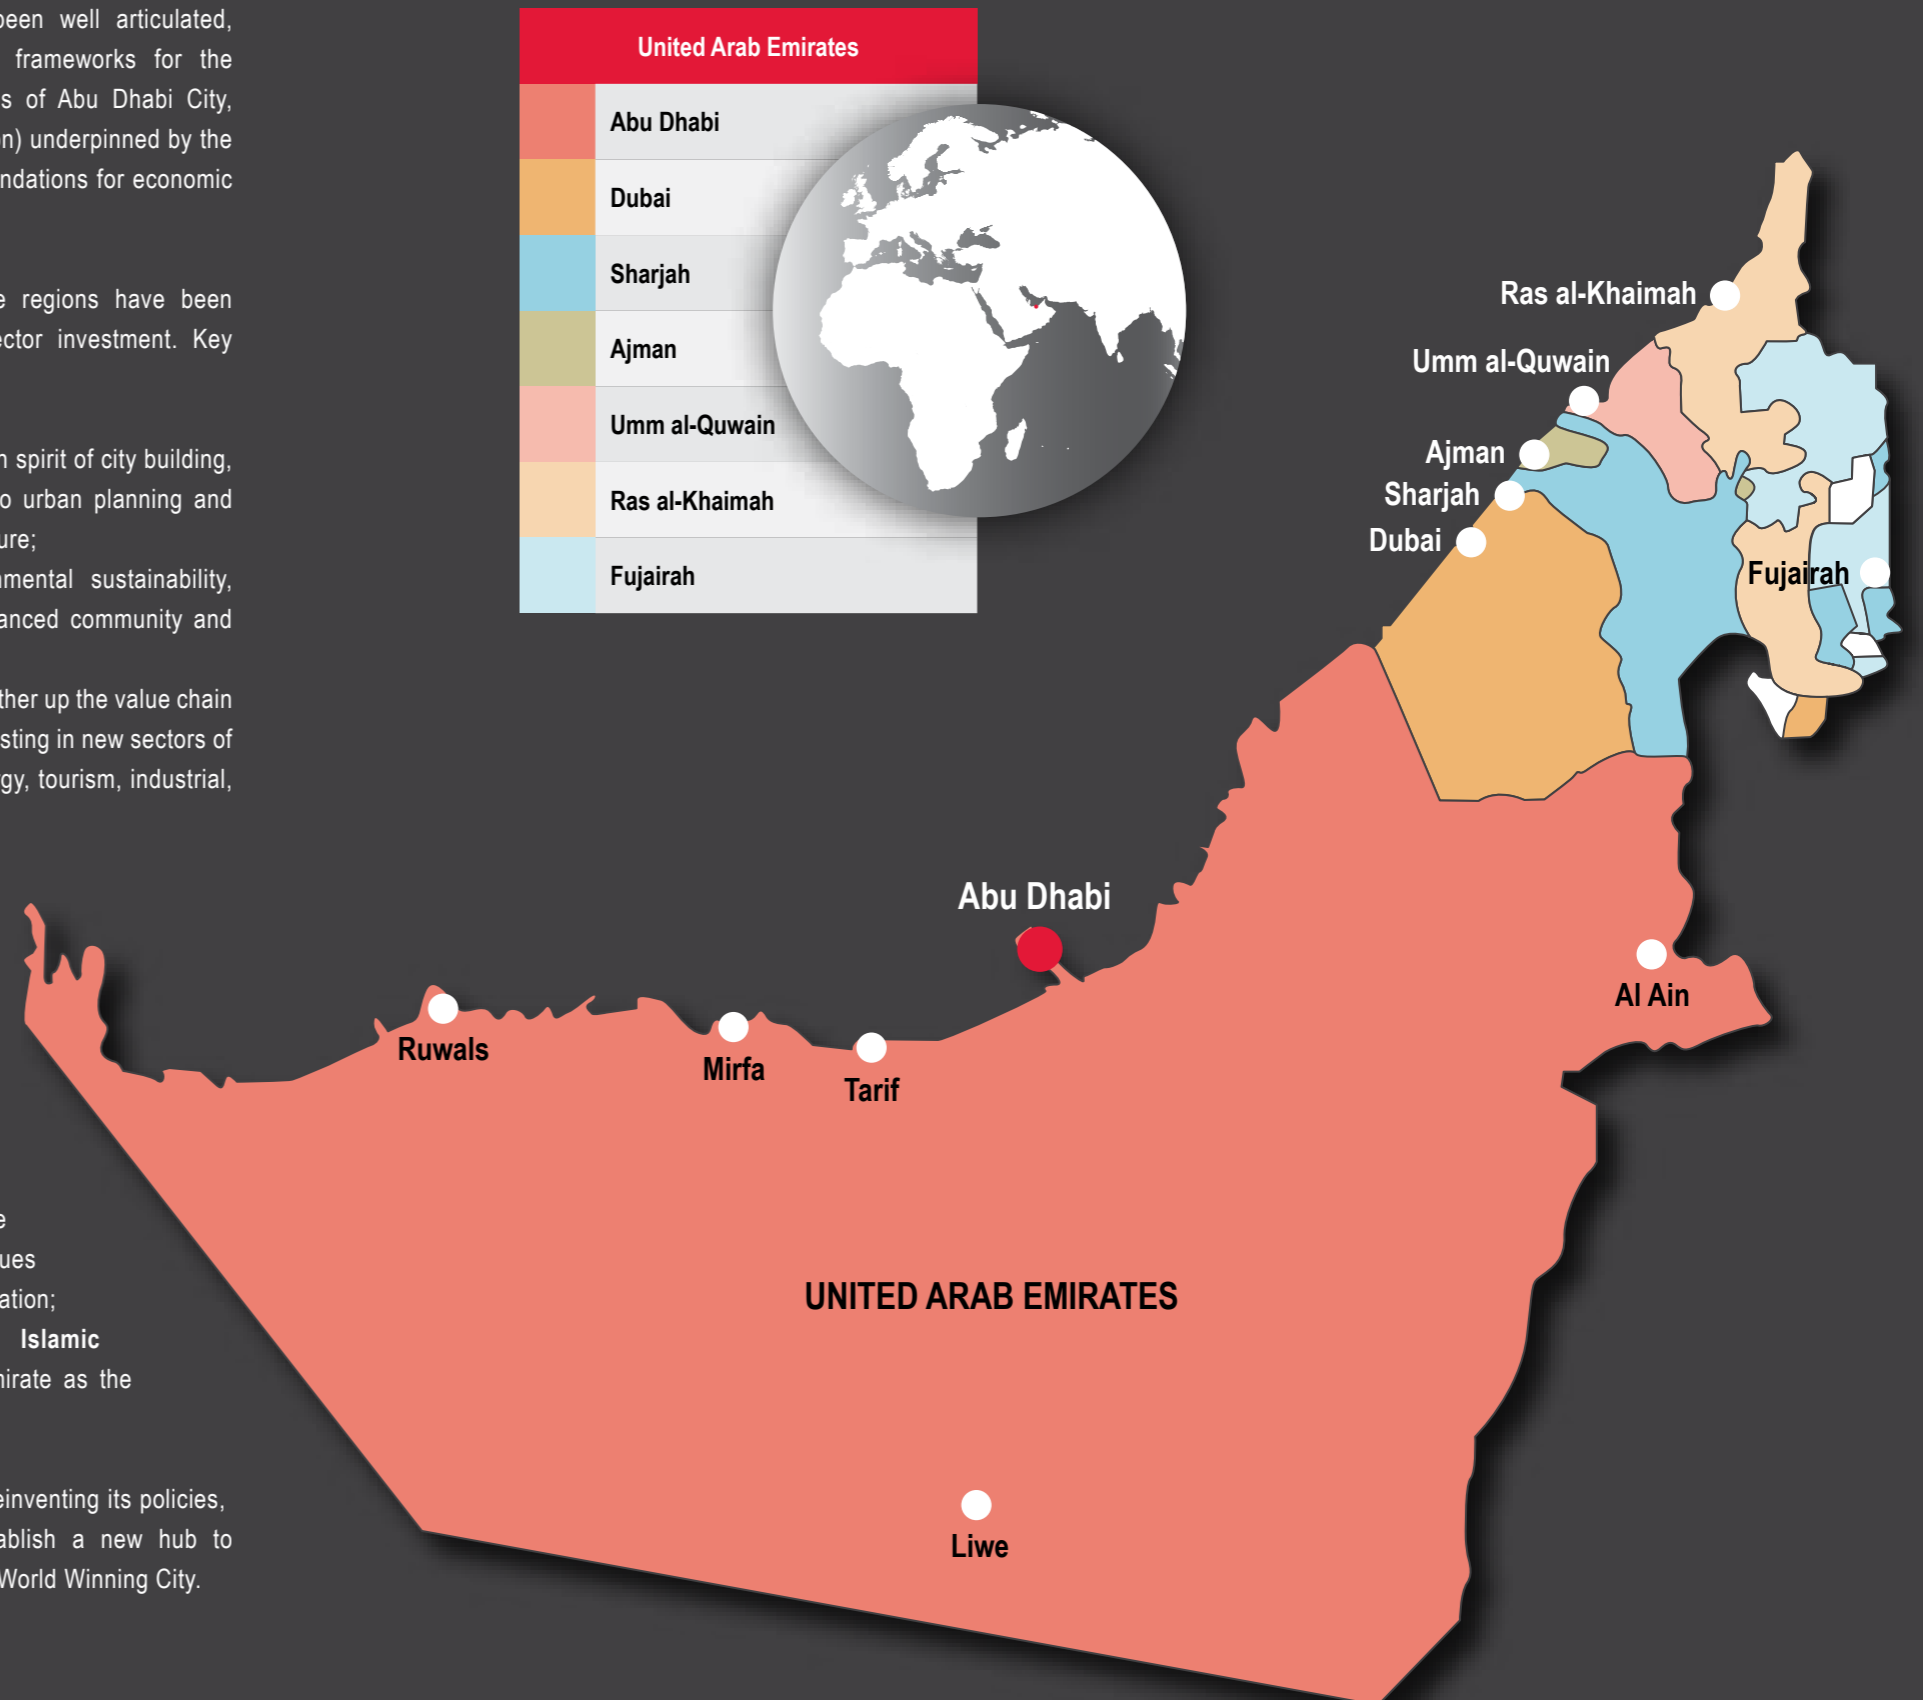 been well articulated,
frameworks for the
s of Abu Dhabi City,
on) underpinned by the
ndations for economic
e regions have been
ector investment. Key
n spirit of city building,
o urban planning and
ure;
nmental sustainability,
anced community and
ther up the value chain
sting in new sectors of
rgy, tourism, industrial,
e
ues
ation;
Islamic
nirate as the
einventing its policies,
ablish a new hub to
World Winning City.
United Arab Emirates
Abu Dhabi
Dubai
Sharjah
Ajman
Umm al-Quwain
Ras al-Khaimah
Fujairah
Ras al-Khaimah
Umm al-Quwain
Ajman
Sharjah
Dubai
Fujairah
Abu Dhabi
Al Ain
Ruwals
Mirfa
Tarif
UNITED ARAB EMIRATES
Liwe